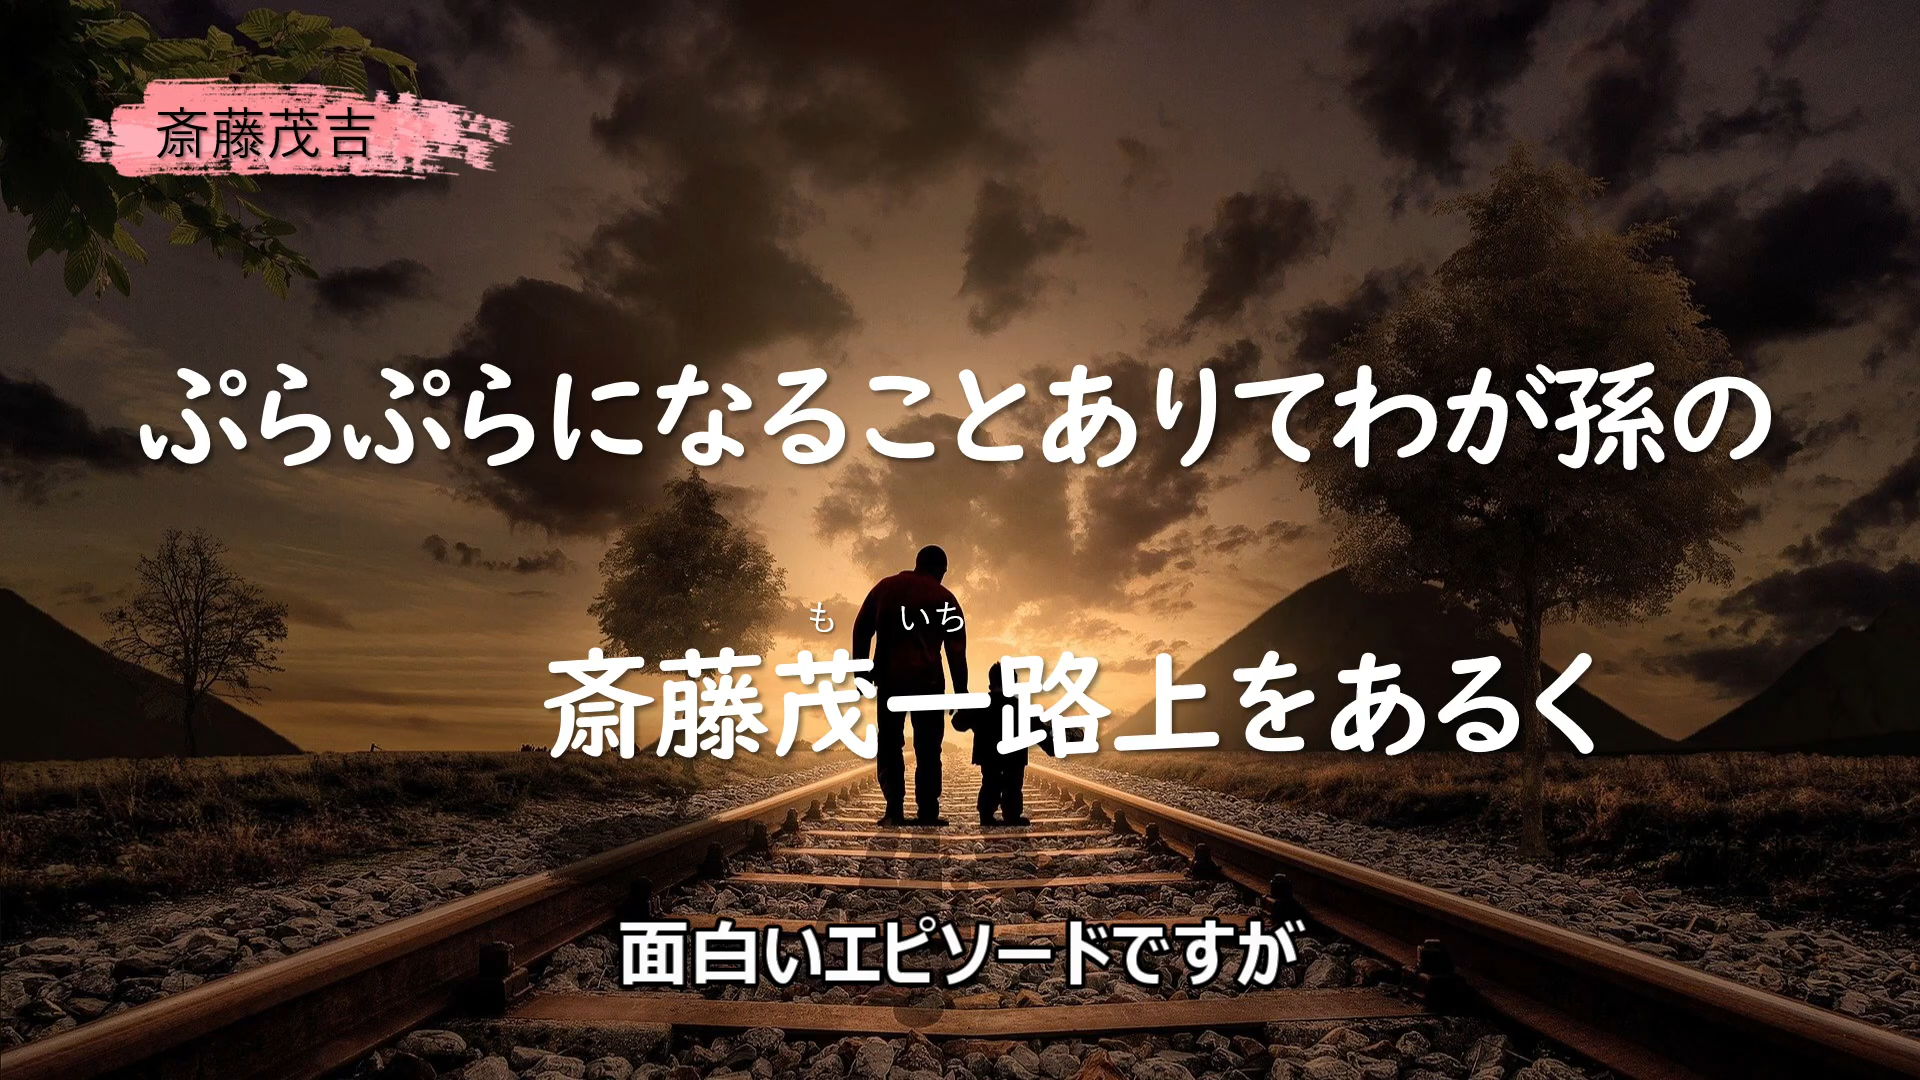 斎藤茂吉
ぷらぷらになることありてわが孫の
も いち
斎藤茂一路上をあるく
面白いエピソードですが